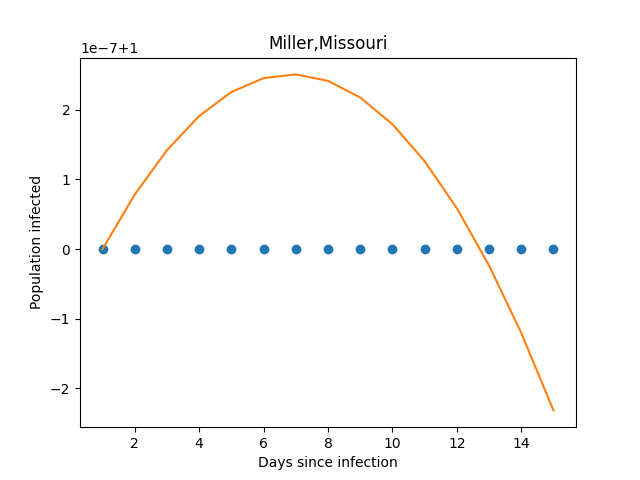 Miller,Missouri
1e−7+1
2
1
0
−1
−2
Population infected
2 4 6 8 10 12 14
Days since infection